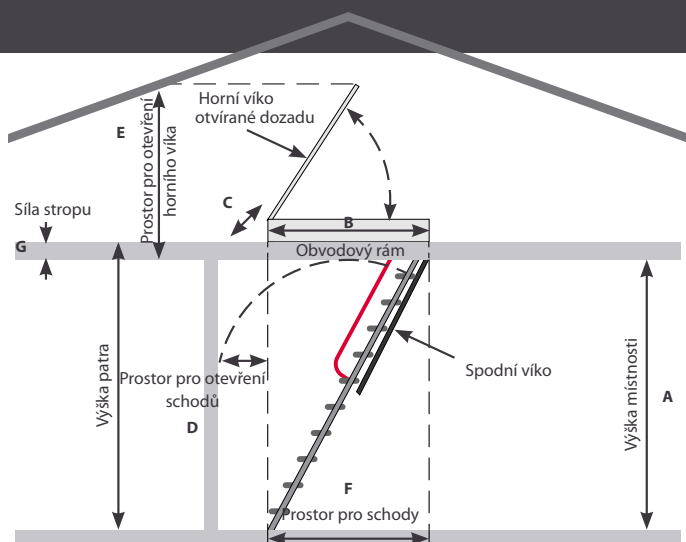 Horní víko
otvírané dozadu
E
Prostor pro otevření
horního víka
C
Síla stropu
B
G
Obvodový rám
Prostor pro otevření
schodů
Spodní víko
Výška patra
Výška místnosti
A
D
F
Prostor pro schody